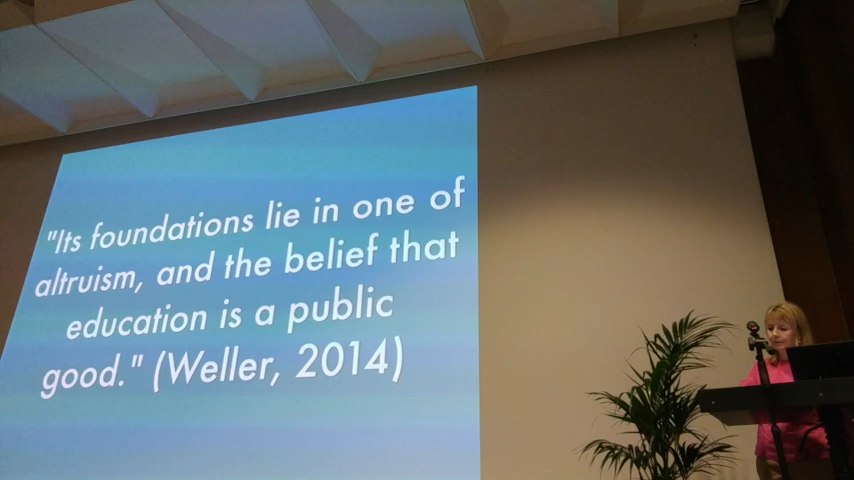 "Its foundations lie in one of
altruism, and the belief that
education is a public
good." (Weller, 2014)